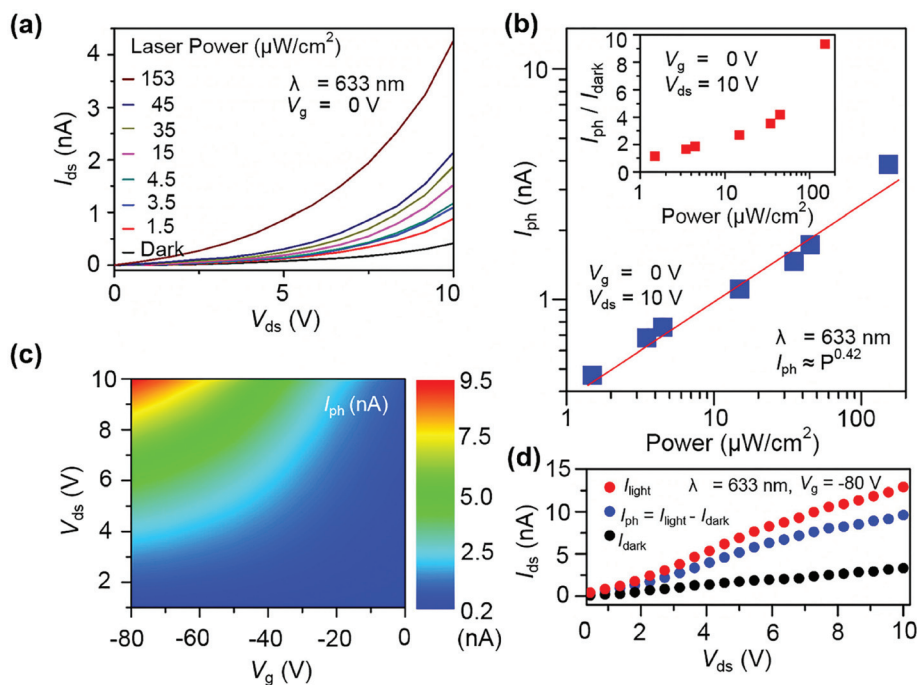 (a)
Laser Power (µW/cm²)
153
45
35
15
4.5
3.5
1.5
Dark
λ = 633 nm
Vg = 0 V
4
3
2
1
0
Ids (nA)
0
5
10
Vds (V)
(b)
10
1
Iph (nA)
10
8
6
4
2
0
Iph / Idark
Vg = 0 V
Vds = 10 V
0
50
100
150
Power (µW/cm²)
Vg = 0 V
Vds = 10 V
λ = 633 nm
Iph ≈ P^0.42
1
10
100
Power (µW/cm²)
(c)
10
8
6
4
2
Vds (V)
Iph (nA)
9.5
7.5
5.0
2.5
0.2
(nA)
-80
-60
-40
-20
0
Vg (V)
(d)
15
10
5
0
Ids (nA)
Ilight
λ = 633 nm, Vg = -80 V
Iph = Ilight - Idark
Idark
0
2
4
6
8
10
Vds (V)